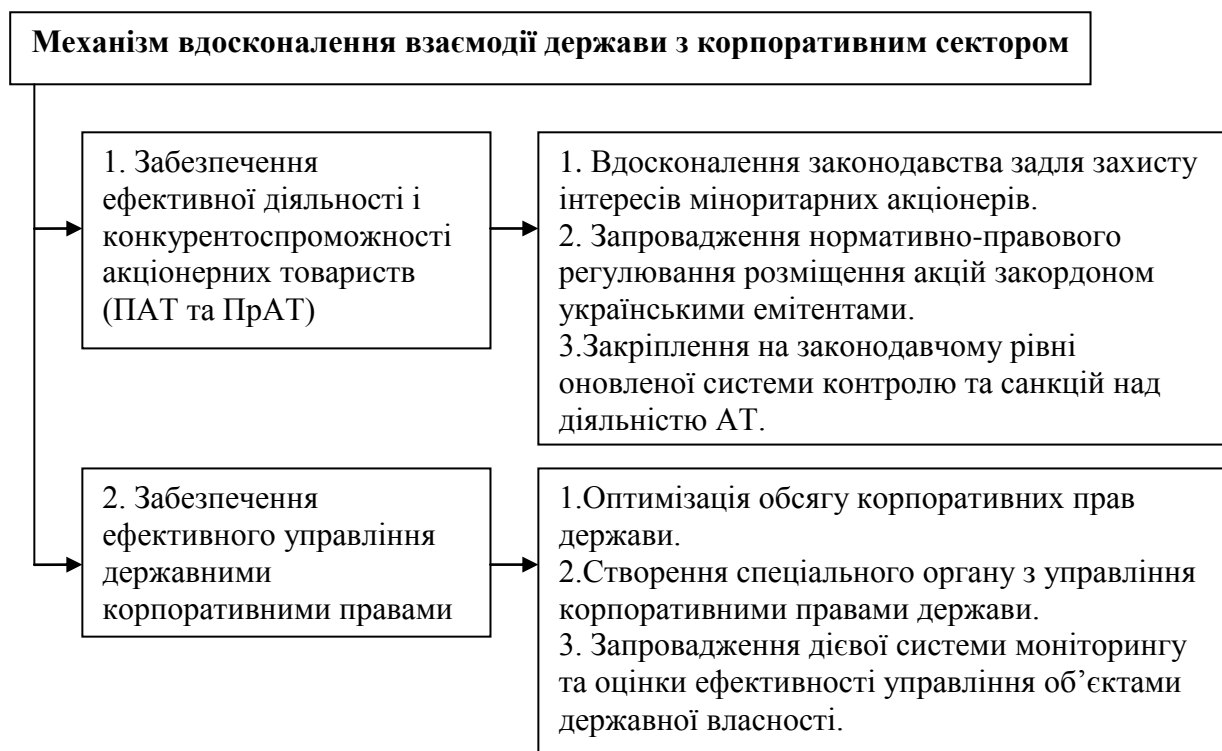 Механізм вдосконалення взаємодії держави з корпоративним сектором
1. Забезпечення
ефективної діяльності і
конкурентоспроможності
акціонерних товариств
(ПАТ та ПрАТ)
1. Вдосконалення законодавства задля захисту
інтересів міноритарних акціонерів.
2. Запровадження нормативно-правового
регулювання розміщення акцій закордоном
українськими емітентами.
3.Закріплення на законодавчому рівні
оновленої системи контролю та санкцій над
діяльністю АТ.
2. Забезпечення
ефективного управління
державними
корпоративними правами
1.Оптимізація обсягу корпоративних прав
держави.
2.Створення спеціального органу з управління
корпоративними правами держави.
3. Запровадження дієвої системи моніторингу
та оцінки ефективності управління об’єктами
державної власності.